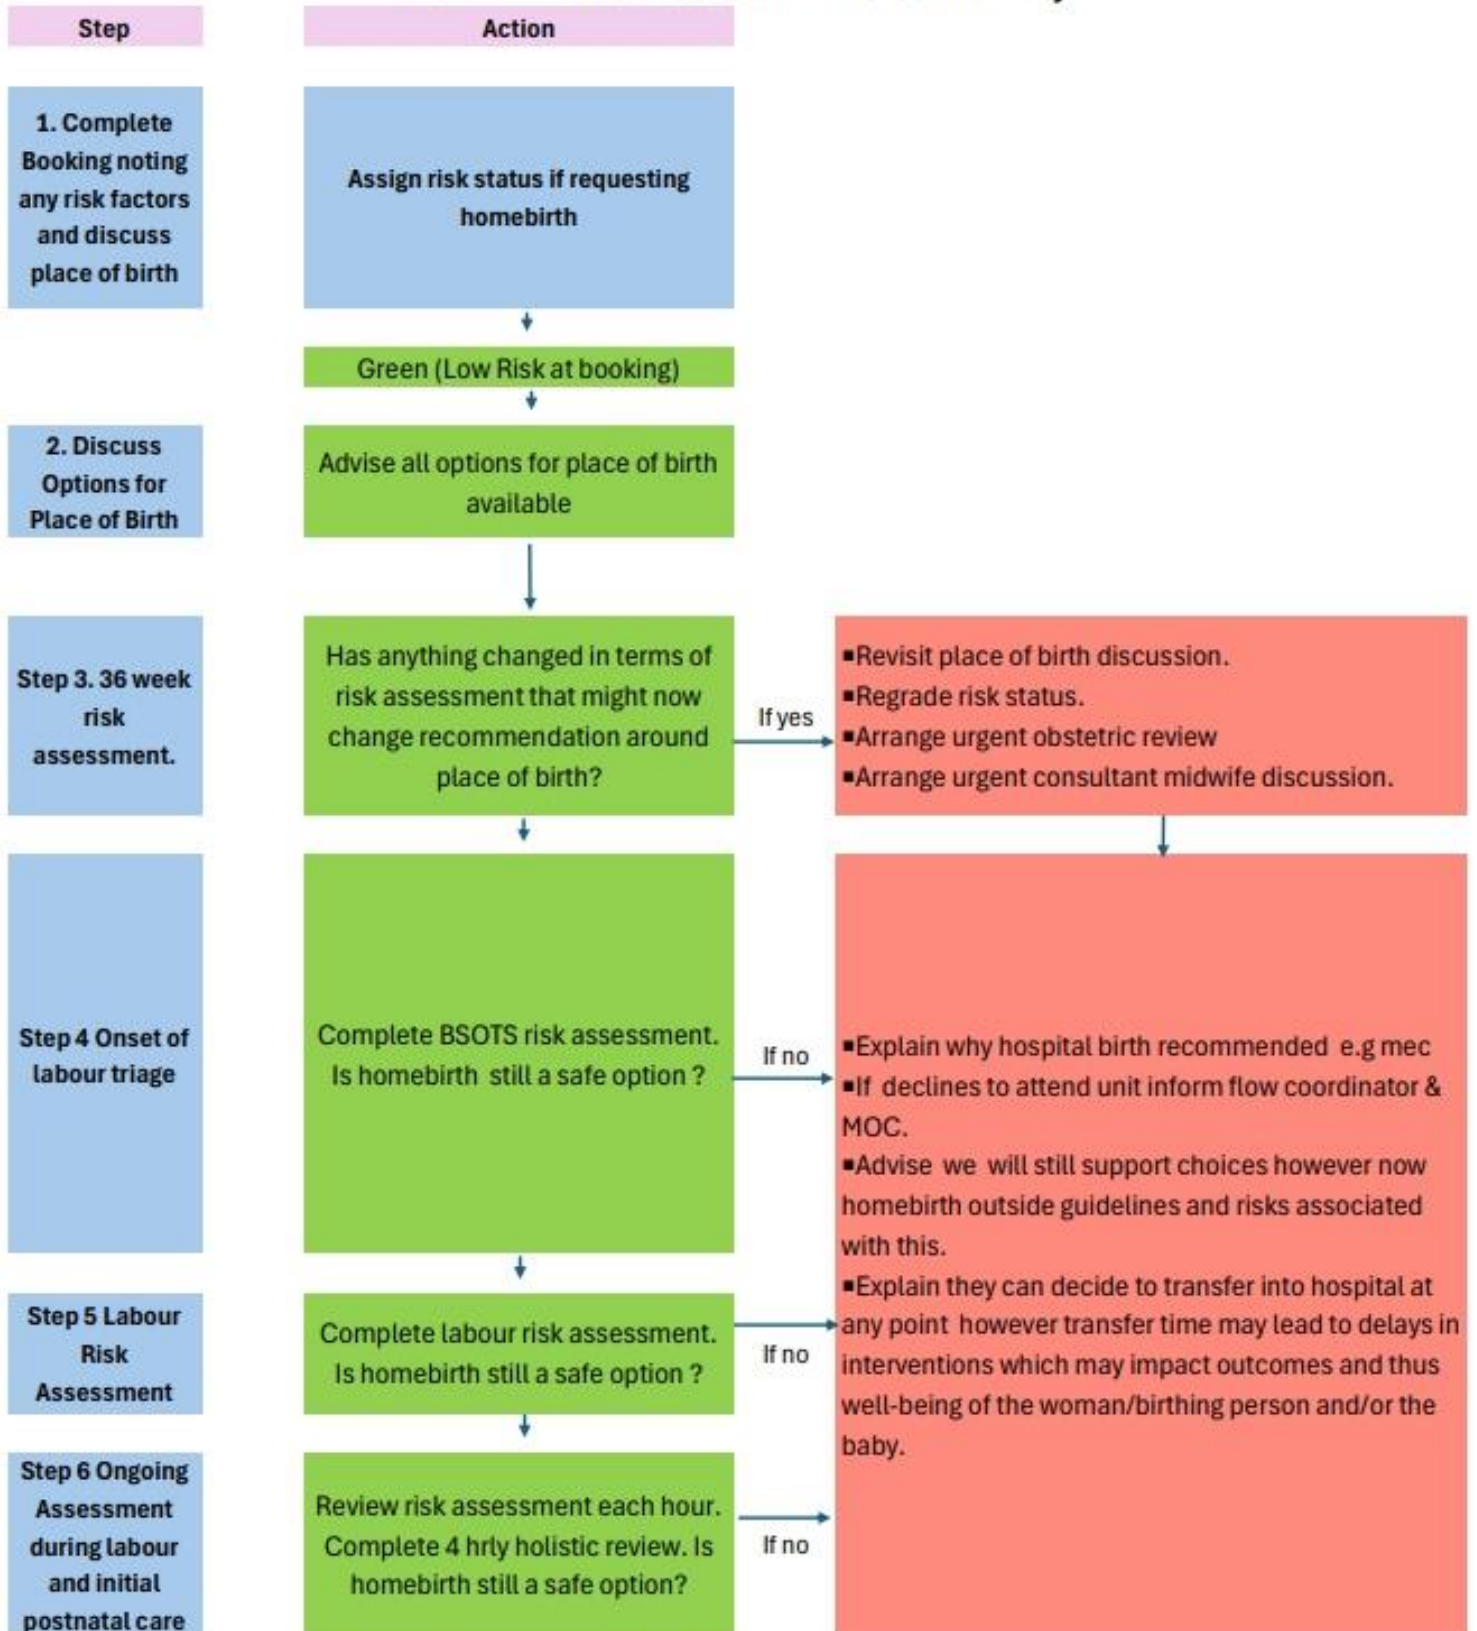 Step
Action
1. Complete
Booking noting
any risk factors
and discuss
place of birth
Assign risk status if requesting
homebirth
Green (Low Risk at booking)
2. Discuss
Options for
Place of Birth
Advise all options for place of birth
available
Step 3. 36 week
risk
assessment.
Has anything changed in terms of
risk assessment that might now
change recommendation around
place of birth?
If yes
▪Revisit place of birth discussion.
▪Regrade risk status.
▪Arrange urgent obstetric review
▪Arrange urgent consultant midwife discussion.
Step 4 Onset of
labour triage
Complete BSOTS risk assessment.
Is homebirth still a safe option ?
If no
▪Explain why hospital birth recommended e.g mec
▪If declines to attend unit inform flow coordinator &
MOC.
▪Advise we will still support choices however now
homebirth outside guidelines and risks associated
with this.
▪Explain they can decide to transfer into hospital at
any point however transfer time may lead to delays in
interventions which may impact outcomes and thus
well-being of the woman/birthing person and/or the
baby.
Step 5 Labour
Risk
Assessment
Complete labour risk assessment.
Is homebirth still a safe option ?
If no
Step 6 Ongoing
Assessment
during labour
and initial
postnatal care
Review risk assessment each hour.
Complete 4 hrly holistic review. Is
homebirth still a safe option?
If no